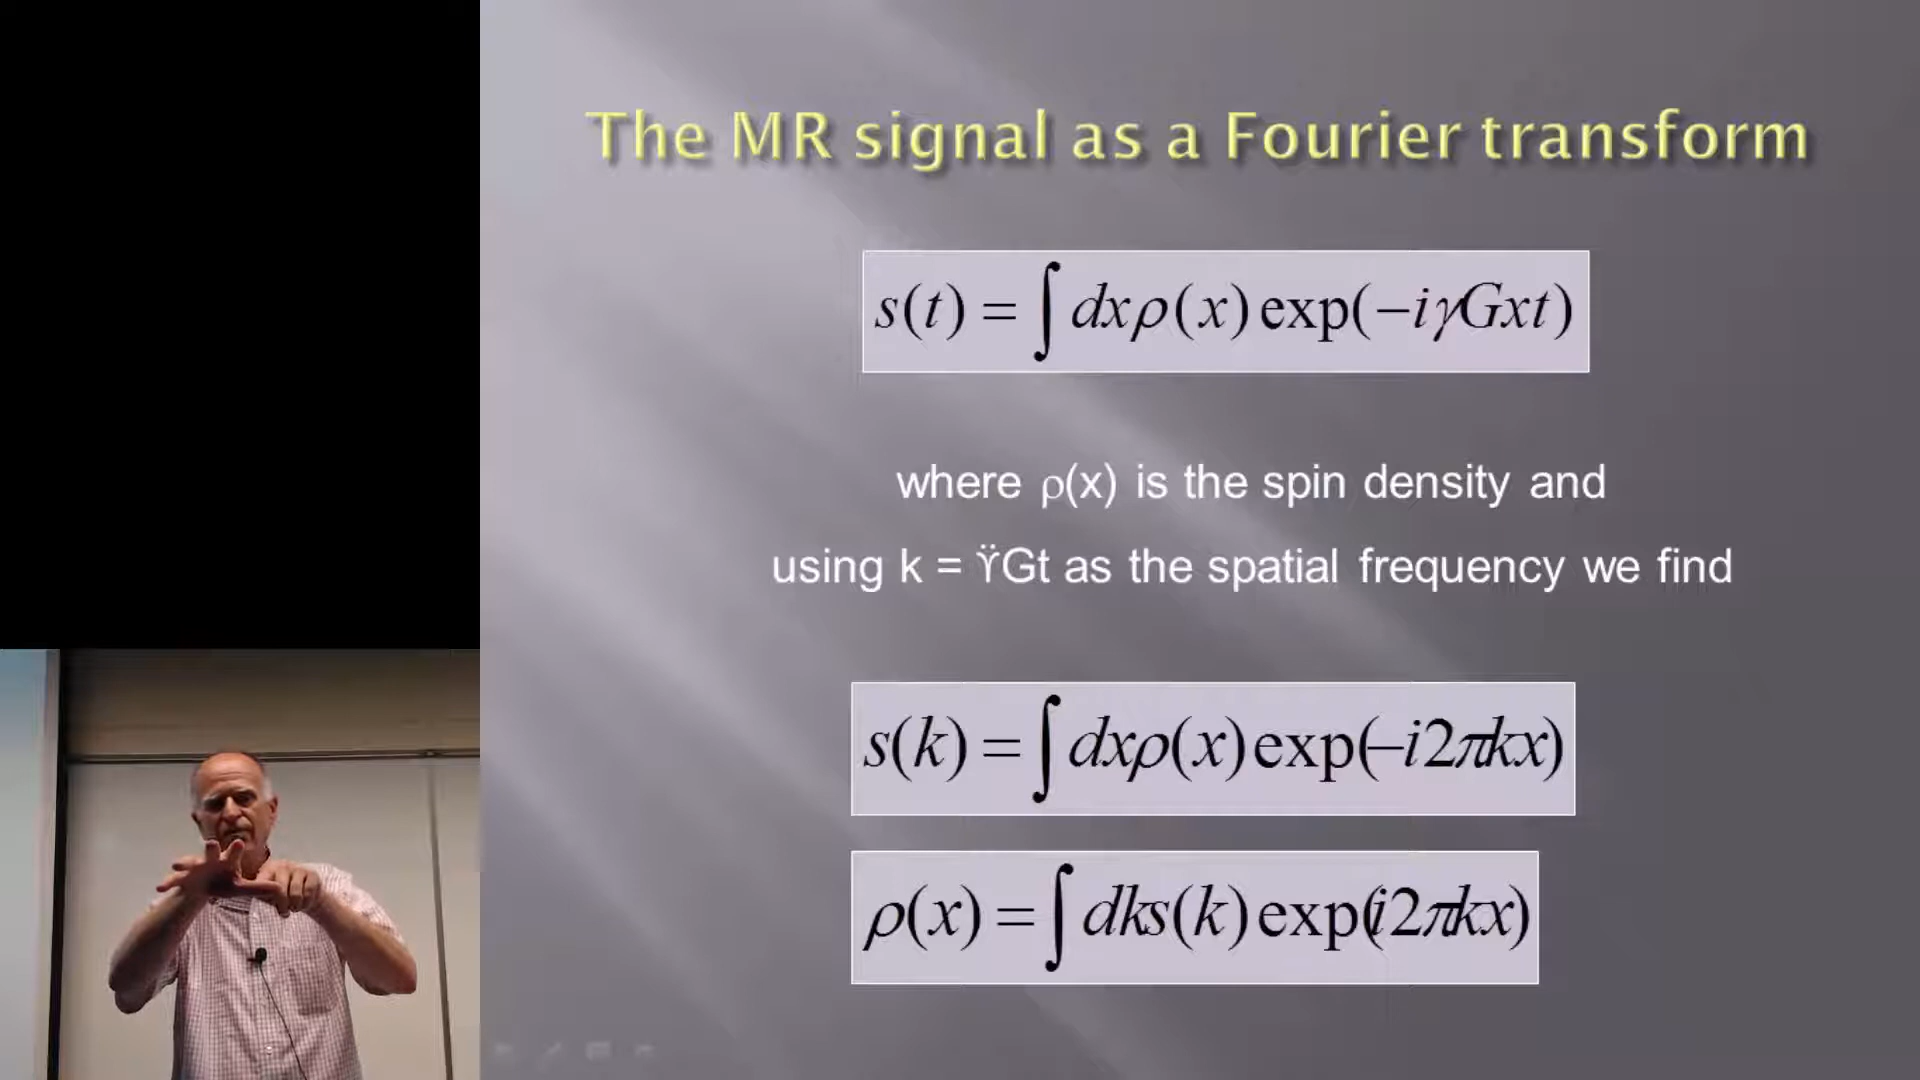 The MR signal as a Fourier transform
s(t) = ∫ dxρ(x) exp(−iγGxt)
where ρ(x) is the spin density and
using k = ϔGt as the spatial frequency we find
s(k) = ∫ dxρ(x) exp(−i2πkx)
ρ(x) = ∫ dks(k) exp(i2πkx)